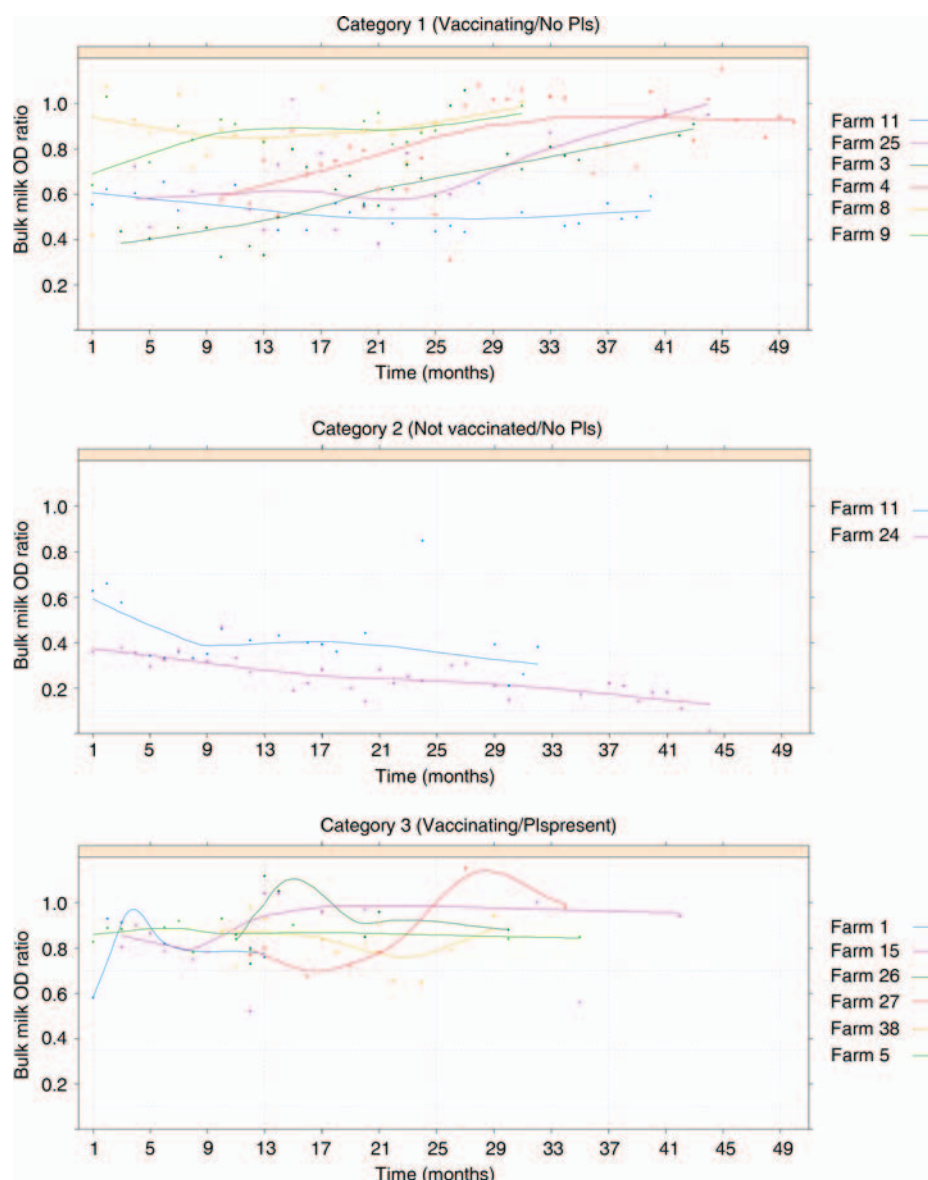 Category 1 (Vaccinating/No PIs)
Bulk milk OD ratio
1.0
0.8
0.6
0.4
0.2
1 5 9 13 17 21 25 29 33 37 41 45 49
Time (months)
Farm 11
Farm 25
Farm 3
Farm 4
Farm 8
Farm 9
Category 2 (Not vaccinated/No PIs)
Bulk milk OD ratio
1.0
0.8
0.6
0.4
0.2
1 5 9 13 17 21 25 29 33 37 41 45 49
Time (months)
Farm 11
Farm 24
Category 3 (Vaccinating/PIspresent)
Bulk milk OD ratio
1.0
0.8
0.6
0.4
0.2
1 5 9 13 17 21 25 29 33 37 41 45 49
Time (months)
Farm 1
Farm 15
Farm 26
Farm 27
Farm 38
Farm 5